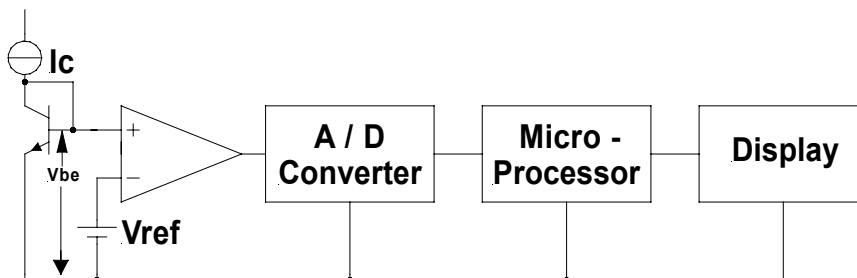 Ic
+
−
Vbe
Vref
A / D
Converter
Micro -
Processor
Display